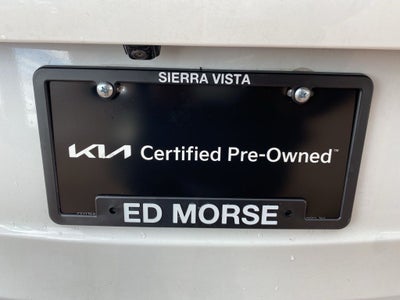 SIERRA VISTA
KIA Certified Pre-Owned™
ED MORSE